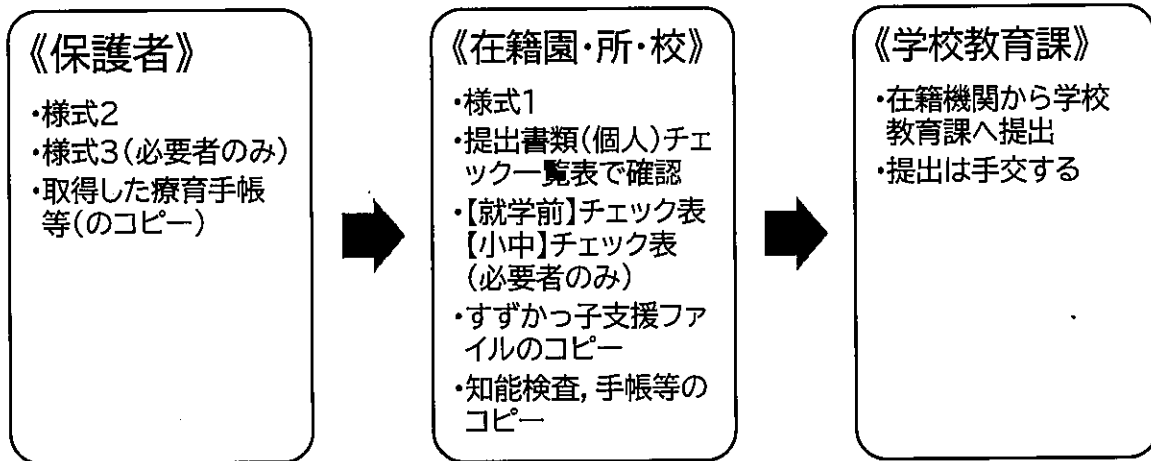 《保護者》
・様式2
・様式3(必要者のみ)
・取得した療育手帳
等(のコピー)
《在籍園・所・校》
・様式1
・提出書類(個人)チェ
ック一覧表で確認
・【就学前】チェック表
【小中】チェック表
(必要者のみ)
・すずかっ子支援ファ
イルのコピー
・知能検査,手帳等の
コピー
《学校教育課》
・在籍機関から学校
教育課へ提出
・提出は手交する